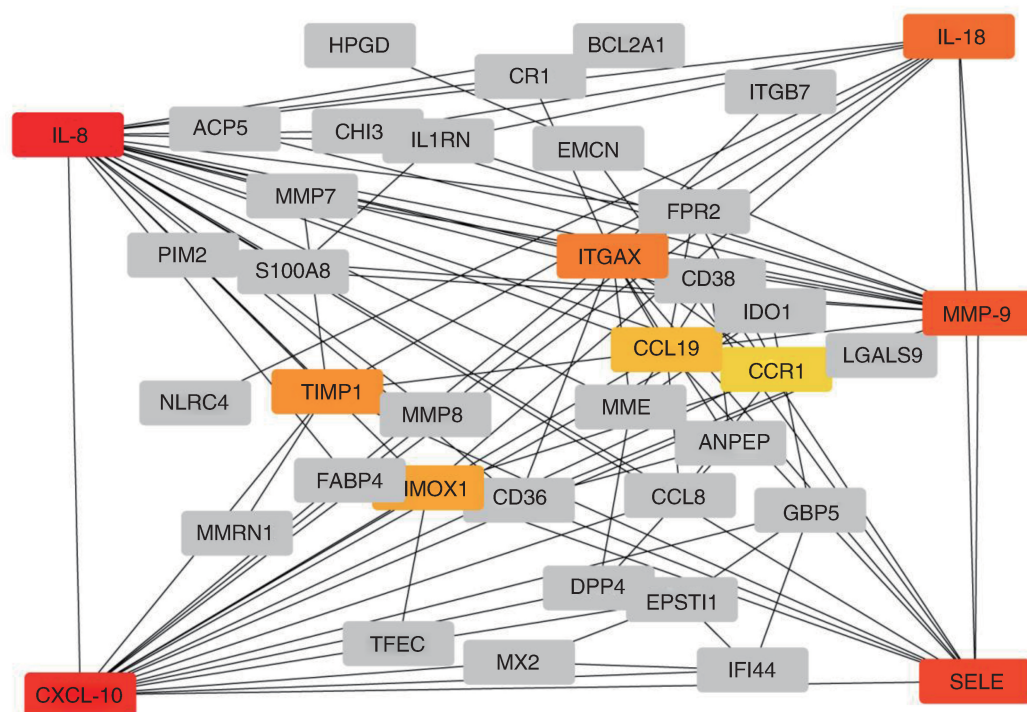 HPGD
BCL2A1
IL-18
CR1
ITGB7
IL-8
ACP5
CHI3
IL1RN
EMCN
MMP7
FPR2
PIM2
S100A8
ITGAX
CD38
IDO1
MMP-9
CCL19
LGALS9
CCR1
NLRC4
TIMP1
MMP8
MME
ANPEP
FABP4
IMOX1
CD36
CCL8
GBP5
MMRN1
DPP4
EPSTI1
TFEC
MX2
IFI44
CXCL-10
SELE